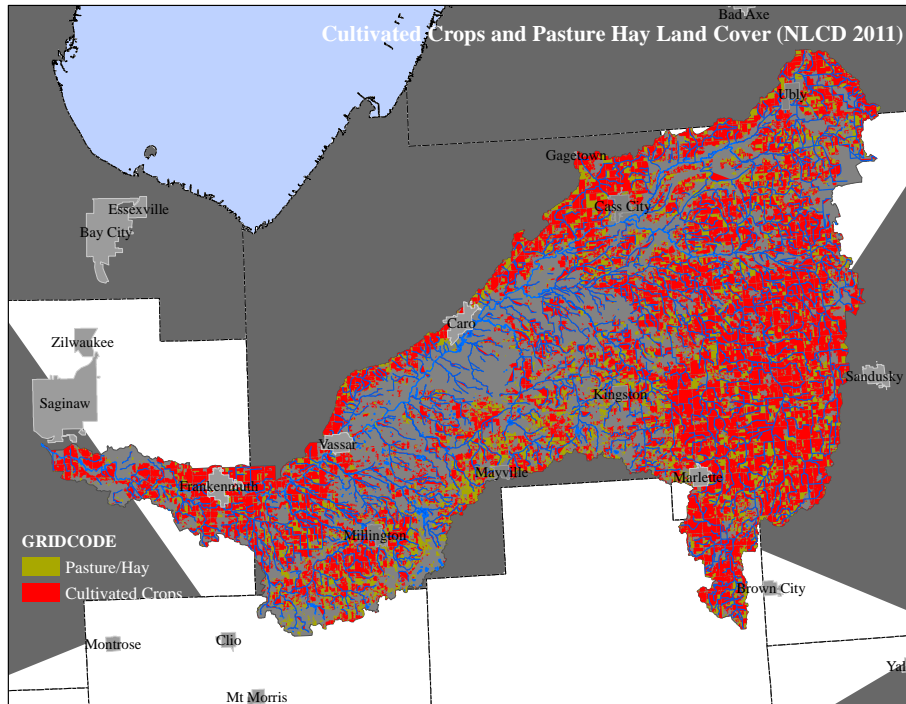 Bad Axe
Cultivated Crops and Pasture Hay Land Cover (NLCD 2011)
Ubly
Gagetown
Cass City
Essexville
Bay City
Caro
Zilwaukee
Sandusky
Kingston
Saginaw
Vassar
Mayville
Marlette
Frankenmuth
Millington
GRIDCODE
Pasture/Hay
Cultivated Crops
Brown City
Montrose
Clio
Yal
Mt Morris